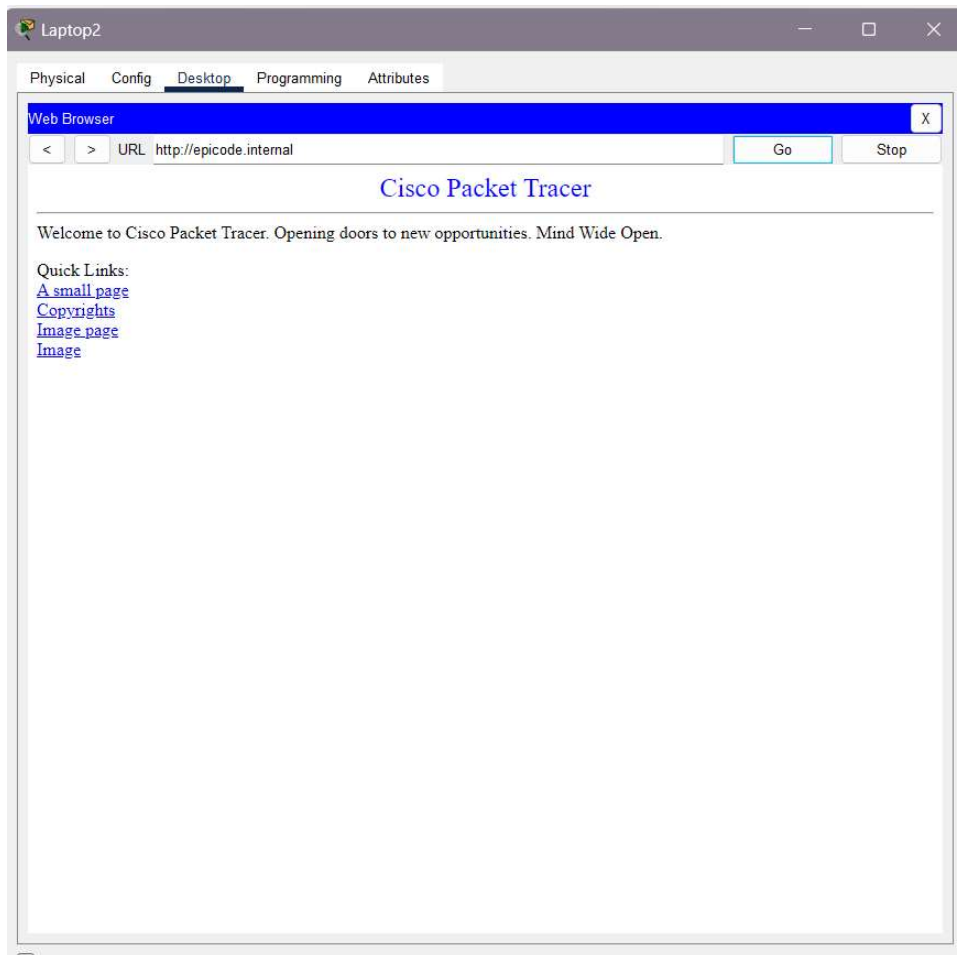 Laptop2
Physical Config Desktop Programming Attributes
Web Browser X
< > URL http://epicode.internal Go Stop
Cisco Packet Tracer
Welcome to Cisco Packet Tracer. Opening doors to new opportunities. Mind Wide Open.
Quick Links:
A small page
Copyrights
Image page
Image